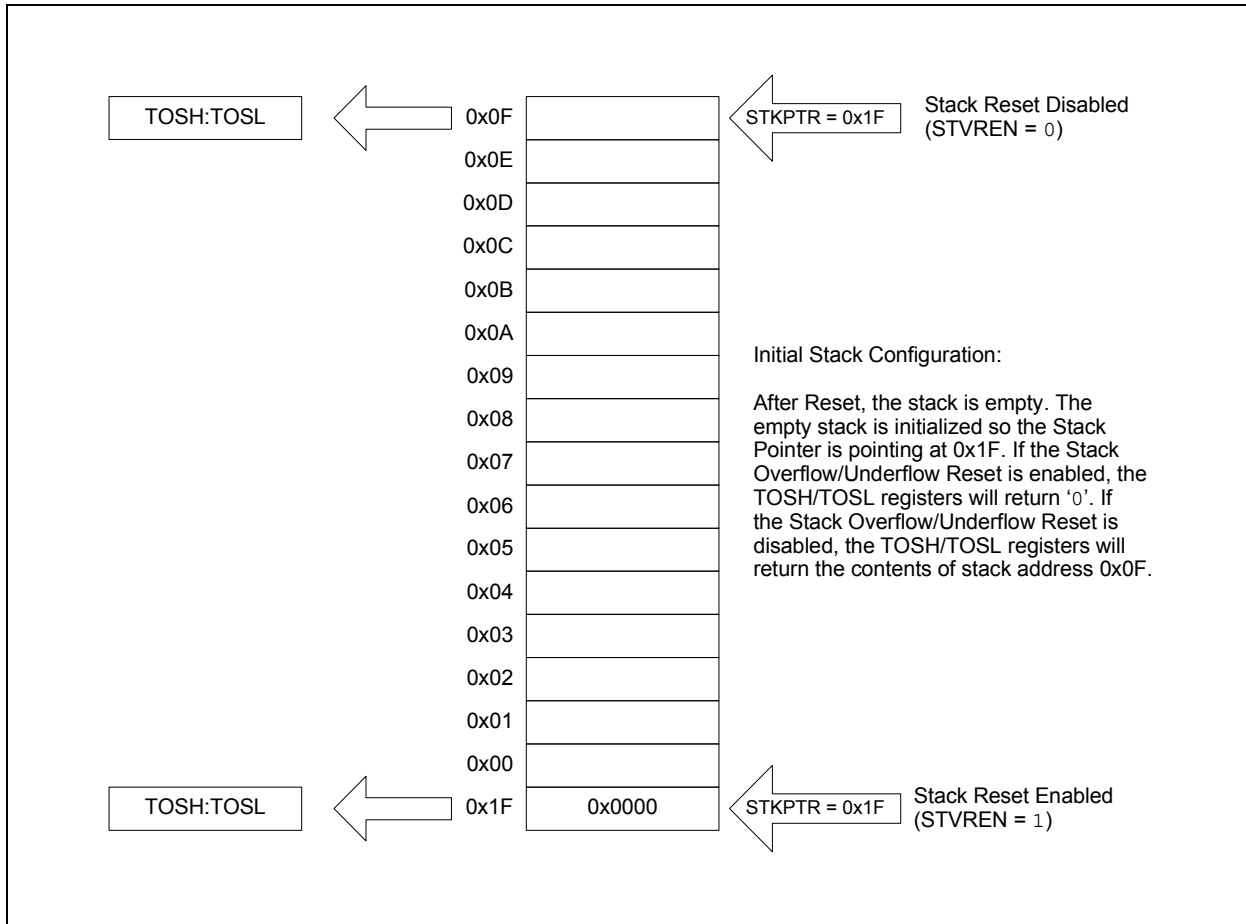 TOSH:TOSL
0x0F
STKPTR = 0x1F
Stack Reset Disabled
(STVREN = 0)
0x0E
0x0D
0x0C
0x0B
0x0A
0x09
0x08
0x07
0x06
0x05
0x04
0x03
0x02
0x01
0x00
Initial Stack Configuration:
After Reset, the stack is empty. The
empty stack is initialized so the Stack
Pointer is pointing at 0x1F. If the Stack
Overflow/Underflow Reset is enabled, the
TOSH/TOSL registers will return ‘0’. If
the Stack Overflow/Underflow Reset is
disabled, the TOSH/TOSL registers will
return the contents of stack address 0x0F.
TOSH:TOSL
0x1F
0x0000
STKPTR = 0x1F
Stack Reset Enabled
(STVREN = 1)